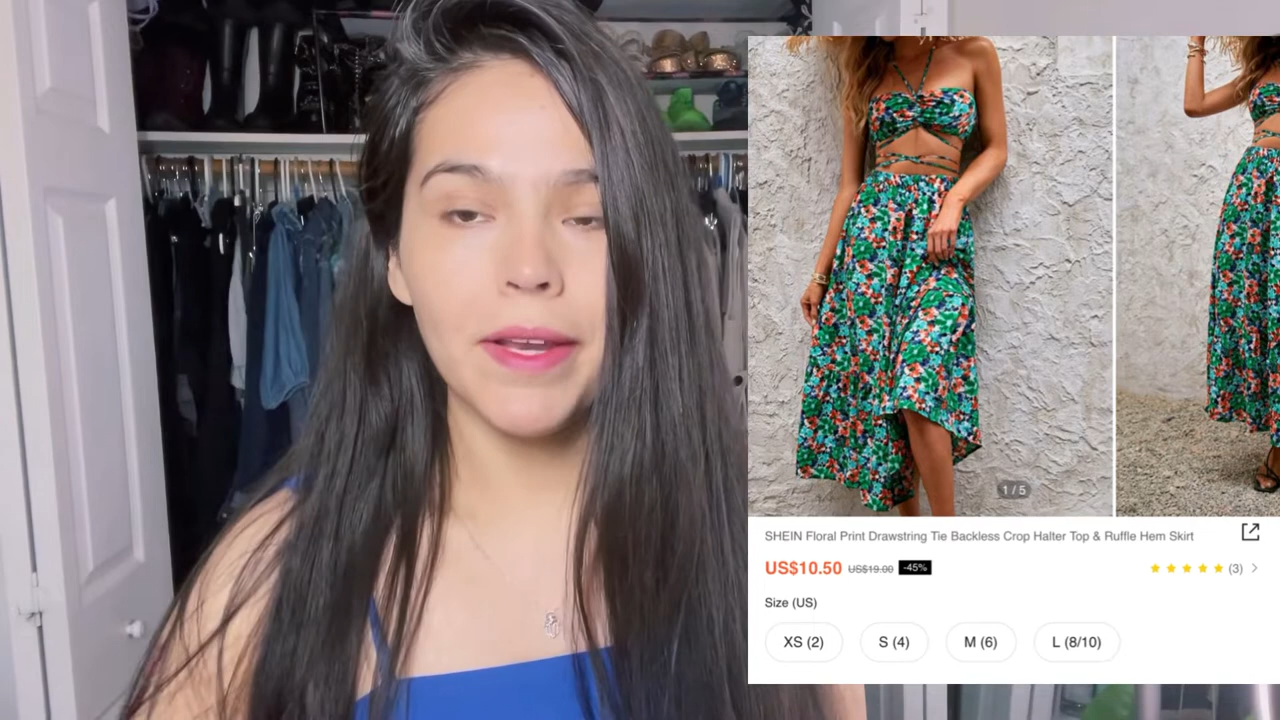 1 / 5
SHEIN Floral Print Drawstring Tie Backless Crop Halter Top & Ruffle Hem Skirt
US$10.50 US$19.00 -45% (3)
Size (US)
XS (2) S (4) M (6) L (8/10)